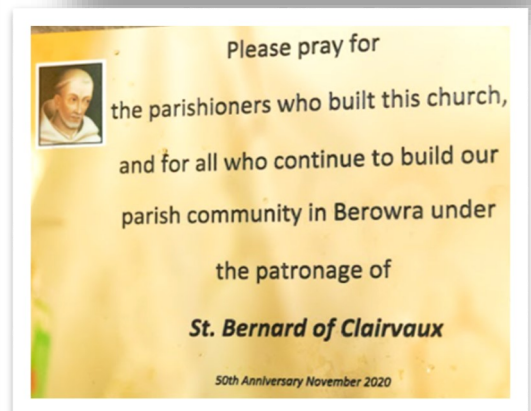 Please pray for
the parishioners who built this church,
and for all who continue to build our
parish community in Berowra under
the patronage of
St. Bernard of Clairvaux
50th Anniversary November 2020